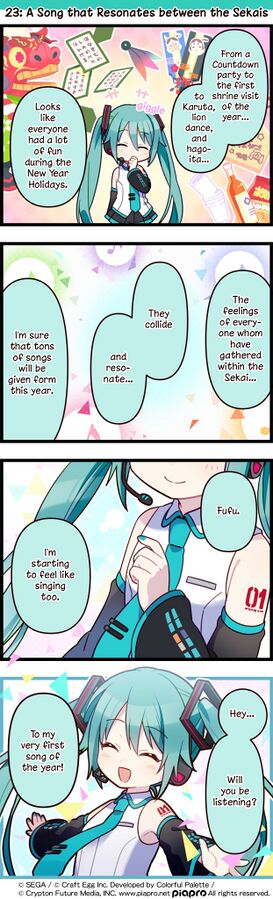 23: A Song that Resonates between the Sekais
From a
Countdown
party to the
first shrine visit
of the
year...
to
Karuta,
lion
dance,
and
hago-
ita...
giggle
Looks
like
everyone
had a lot
of fun
during the
New Year
Holidays.
The
feelings
of every-
one whom
have
gathered
within the
Sekai...
They
collide
and
reso-
nate...
I'm sure
that tons
of songs
will be
given form
this year.
Fufu.
I'm
starting
to feel like
singing
too.
01
Hey...
Will you
be
listening?
To my
very first
song of
the year!
01
© SEGA / © Craft Egg Inc. Developed by Colorful Palette /
© Crypton Future Media, INC. www.piapro.net piapro All rights reserved.